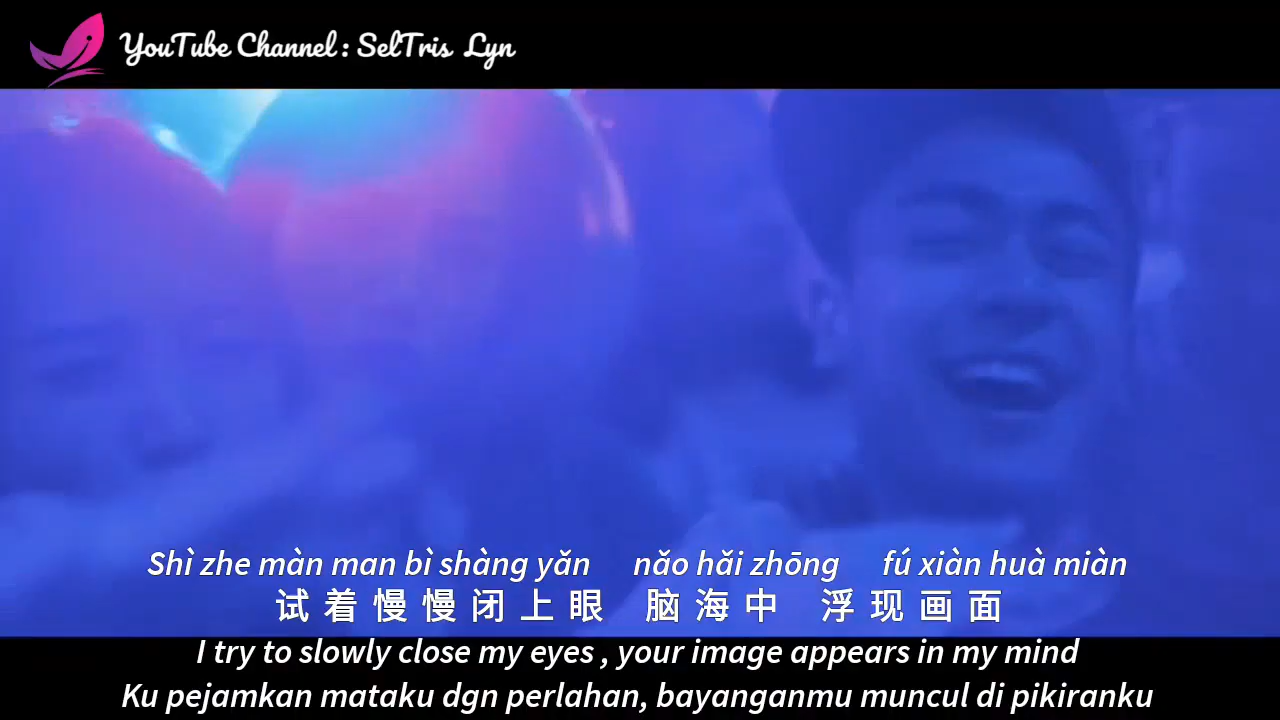 YouTube Channel : SelTris Lyn
Shì zhe màn man bì shàng yǎn nǎo hǎi zhōng fú xiàn huà miàn
试着慢慢闭上眼 脑海中 浮现画面
I try to slowly close my eyes , your image appears in my mind
Ku pejamkan mataku dgn perlahan, bayanganmu muncul di pikiranku